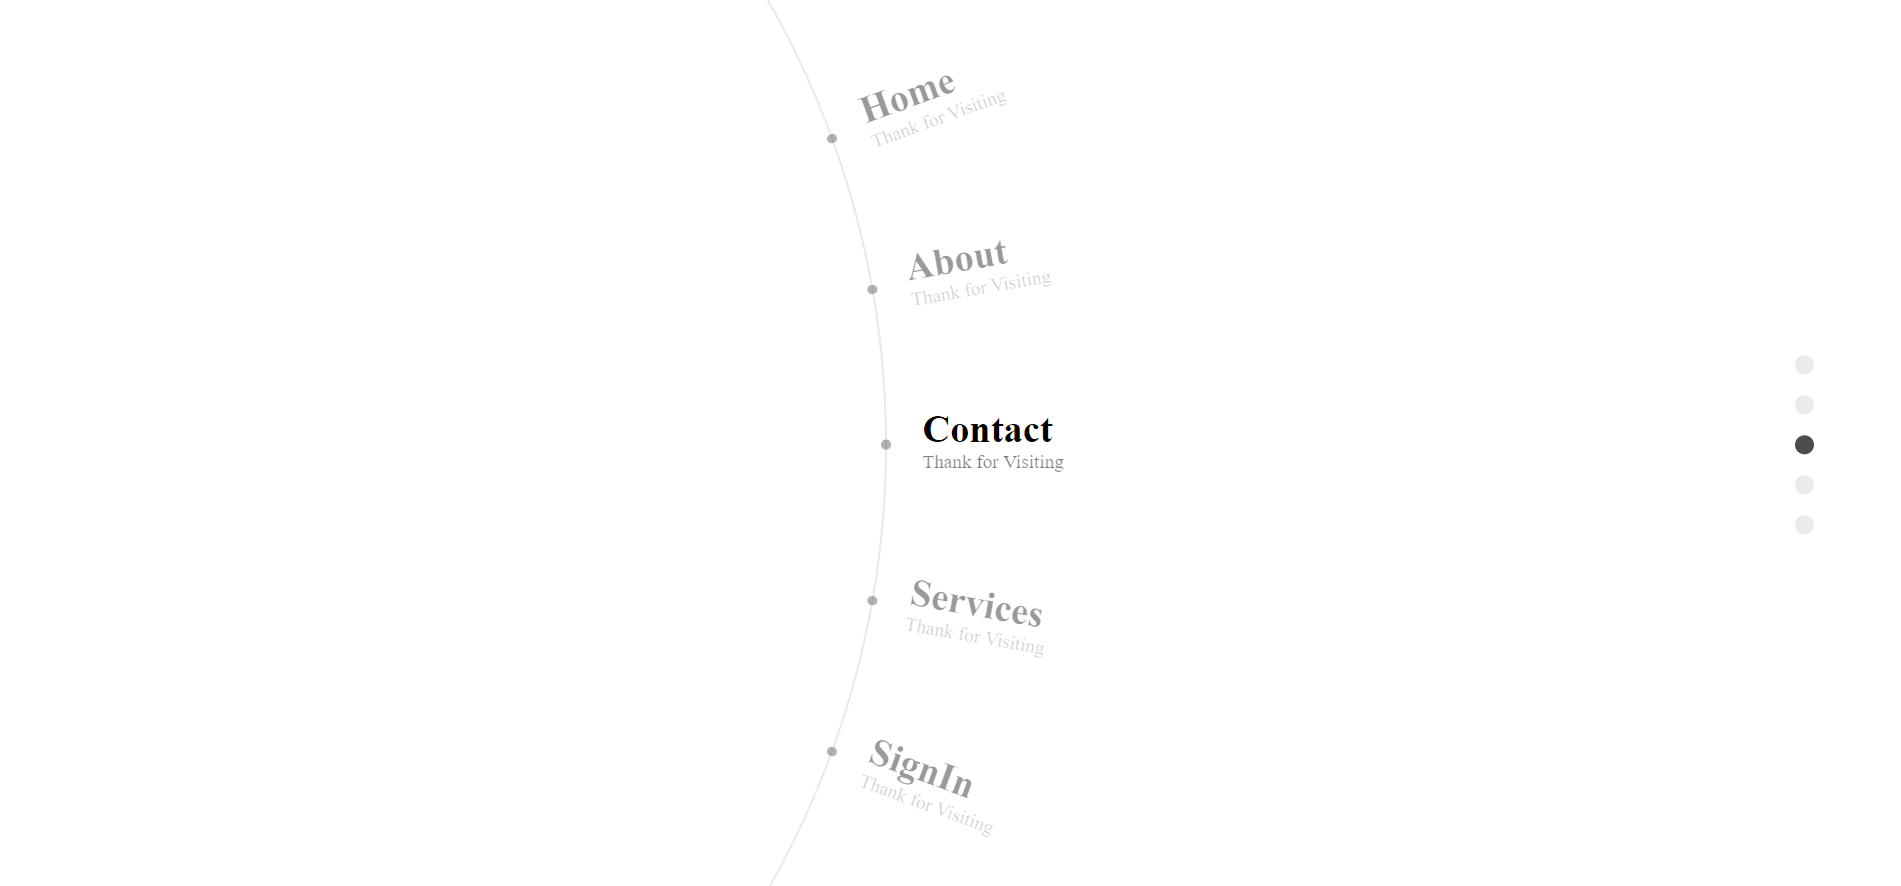 Home
Thank for Visiting
About
Thank for Visiting
Contact
Thank for Visiting
Services
Thank for Visiting
SignIn
Thank for Visiting